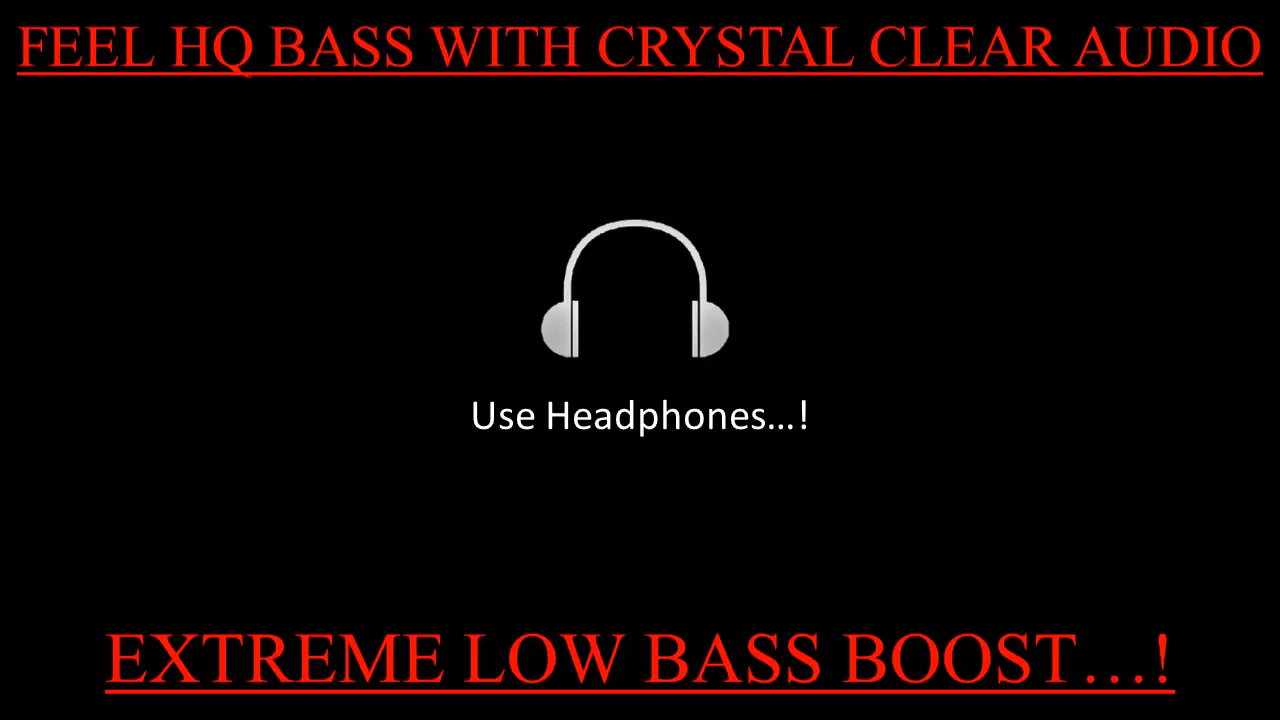 FEEL HQ BASS WITH CRYSTAL CLEAR AUDIO
Use Headphones...!
EXTREME LOW BASS BOOST...!